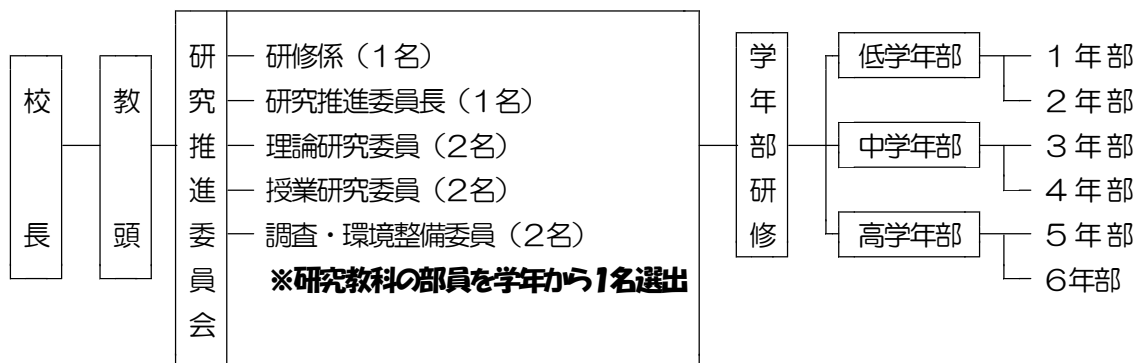 校長
教頭
研究推進委員会
研修係（１名）
研究推進委員長（１名）
理論研究委員（２名）
授業研究委員（２名）
調査・環境整備委員（２名）
※研究教科の部員を学年から１名選出
学年部研修
低学年部
１年部
２年部
中学年部
３年部
４年部
高学年部
５年部
６年部